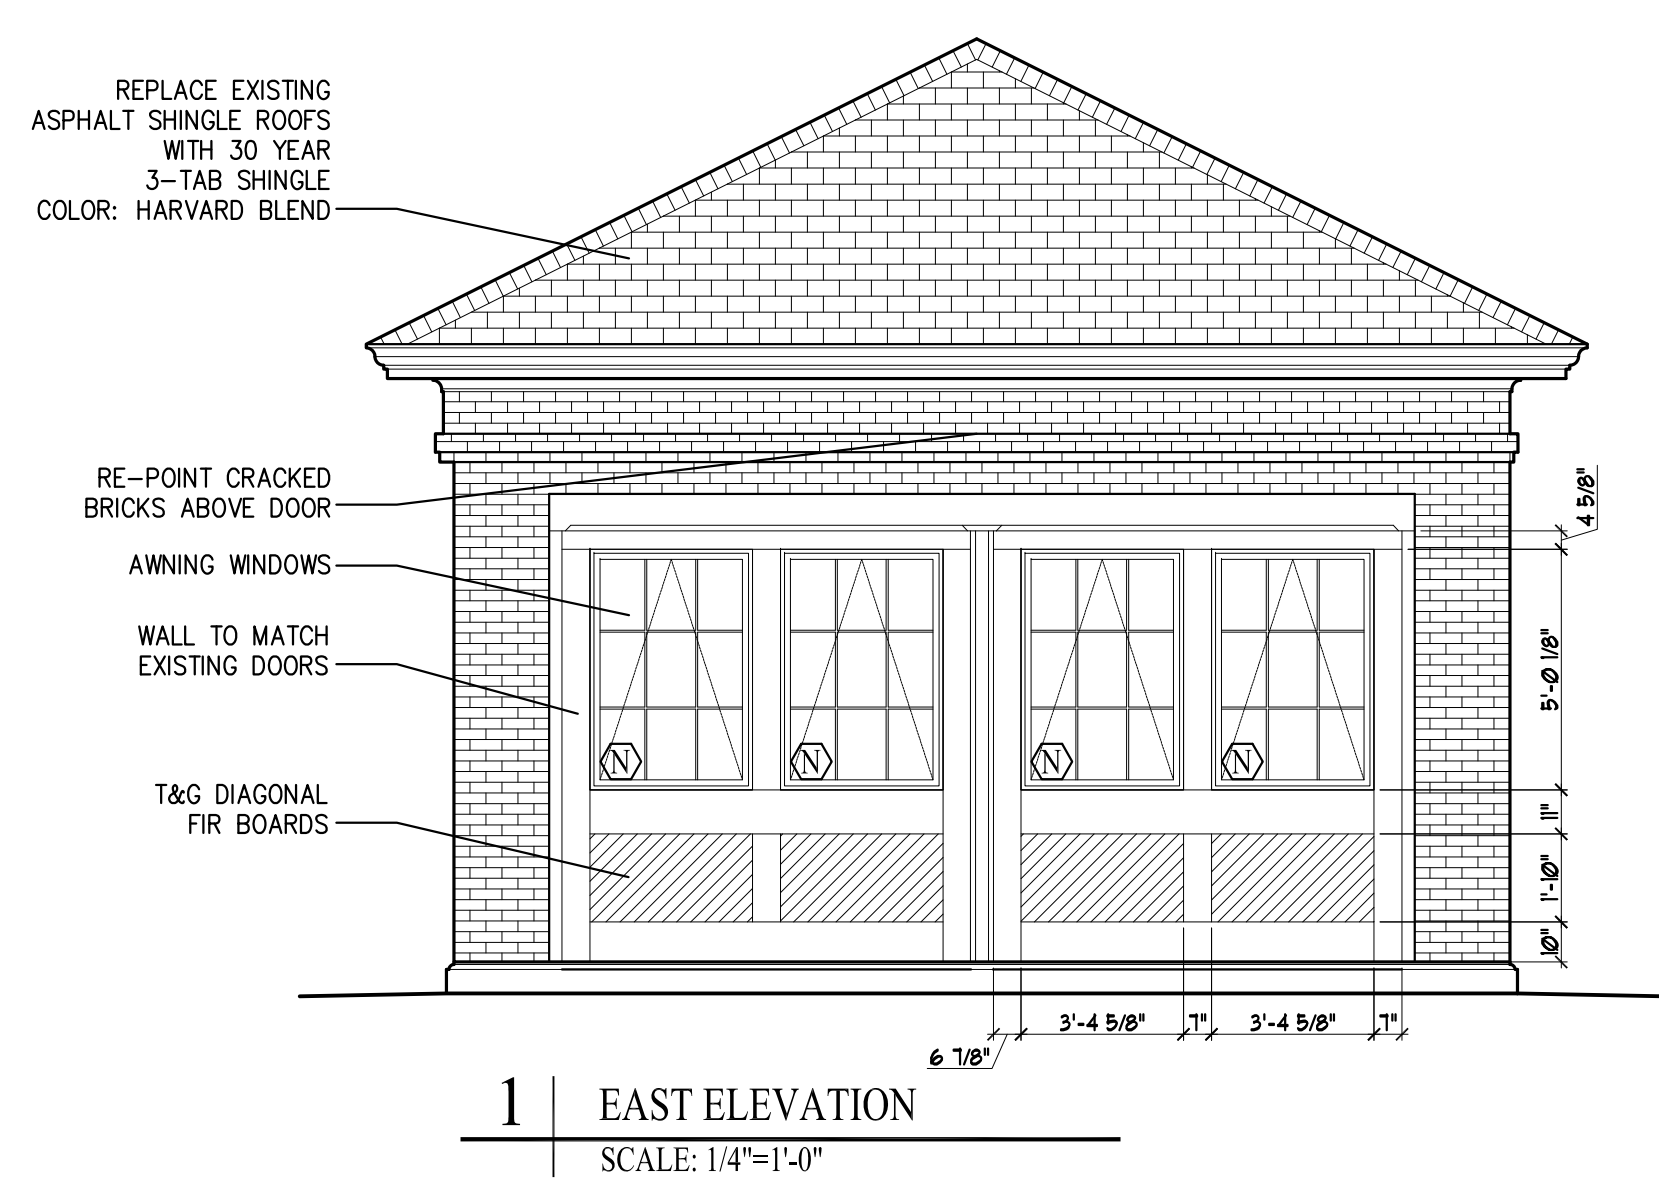 REPLACE EXISTING
ASPHALT SHINGLE ROOFS
WITH 30 YEAR
3-TAB SHINGLE
COLOR: HARVARD BLEND
RE-POINT CRACKED
BRICKS ABOVE DOOR
AWNING WINDOWS
WALL TO MATCH
EXISTING DOORS
T&G DIAGONAL
FIR BOARDS
N
N
N
N
4 5/8"
5'-0 1/8"
11"
1'-10"
10"
3'-4 5/8"
7"
3'-4 5/8"
7"
6 7/8"
1
EAST ELEVATION
SCALE: 1/4"=1'-0"